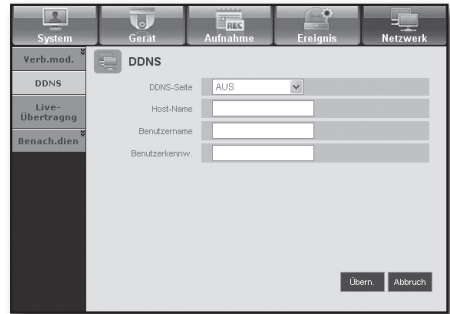 System Gerät Aufnahme Ereignis Netzwerk
REC
Verb.mod.
DDNS
Live-
Übertragng
Benach.dien
DDNS
DDNS-Seite AUS
Host-Name
Benutzername
Benutzerkennw.
Übern. Abbruch